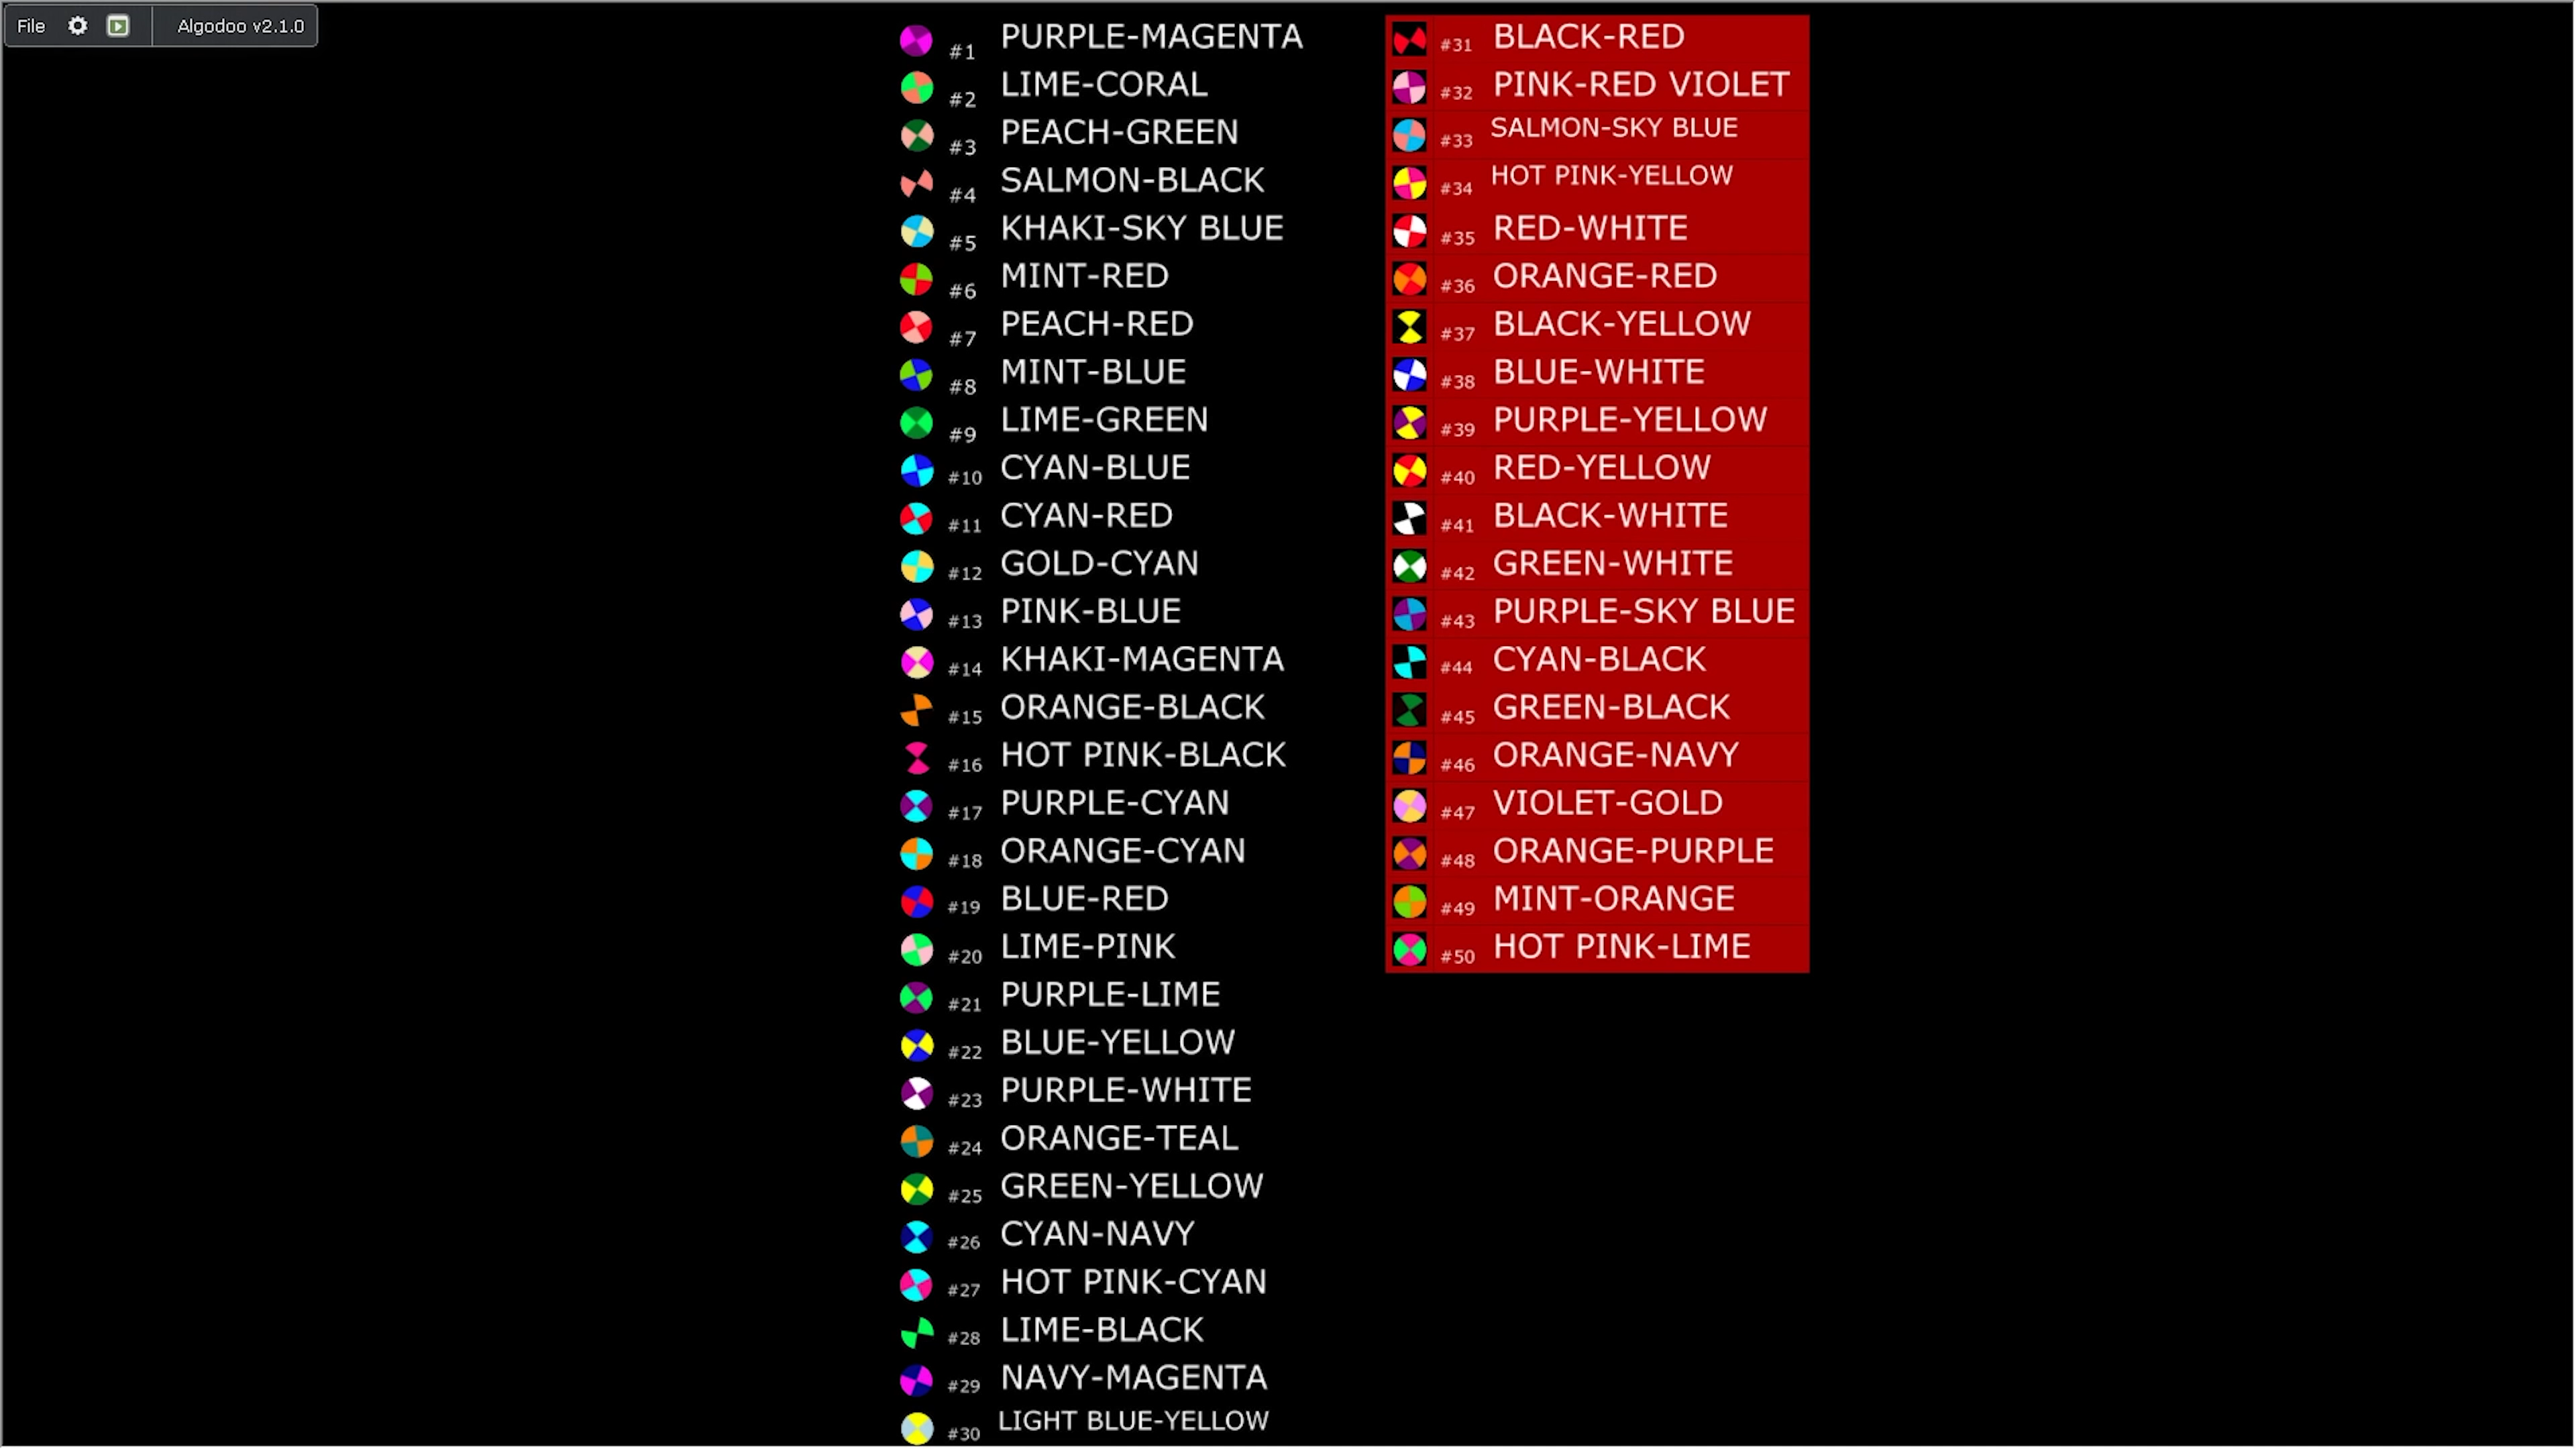 File Algodoo v2.1.0
#1 PURPLE-MAGENTA
#2 LIME-CORAL
#3 PEACH-GREEN
#4 SALMON-BLACK
#5 KHAKI-SKY BLUE
#6 MINT-RED
#7 PEACH-RED
#8 MINT-BLUE
#9 LIME-GREEN
#10 CYAN-BLUE
#11 CYAN-RED
#12 GOLD-CYAN
#13 PINK-BLUE
#14 KHAKI-MAGENTA
#15 ORANGE-BLACK
#16 HOT PINK-BLACK
#17 PURPLE-CYAN
#18 ORANGE-CYAN
#19 BLUE-RED
#20 LIME-PINK
#21 PURPLE-LIME
#22 BLUE-YELLOW
#23 PURPLE-WHITE
#24 ORANGE-TEAL
#25 GREEN-YELLOW
#26 CYAN-NAVY
#27 HOT PINK-CYAN
#28 LIME-BLACK
#29 NAVY-MAGENTA
#30 LIGHT BLUE-YELLOW
#31 BLACK-RED
#32 PINK-RED VIOLET
#33 SALMON-SKY BLUE
#34 HOT PINK-YELLOW
#35 RED-WHITE
#36 ORANGE-RED
#37 BLACK-YELLOW
#38 BLUE-WHITE
#39 PURPLE-YELLOW
#40 RED-YELLOW
#41 BLACK-WHITE
#42 GREEN-WHITE
#43 PURPLE-SKY BLUE
#44 CYAN-BLACK
#45 GREEN-BLACK
#46 ORANGE-NAVY
#47 VIOLET-GOLD
#48 ORANGE-PURPLE
#49 MINT-ORANGE
#50 HOT PINK-LIME